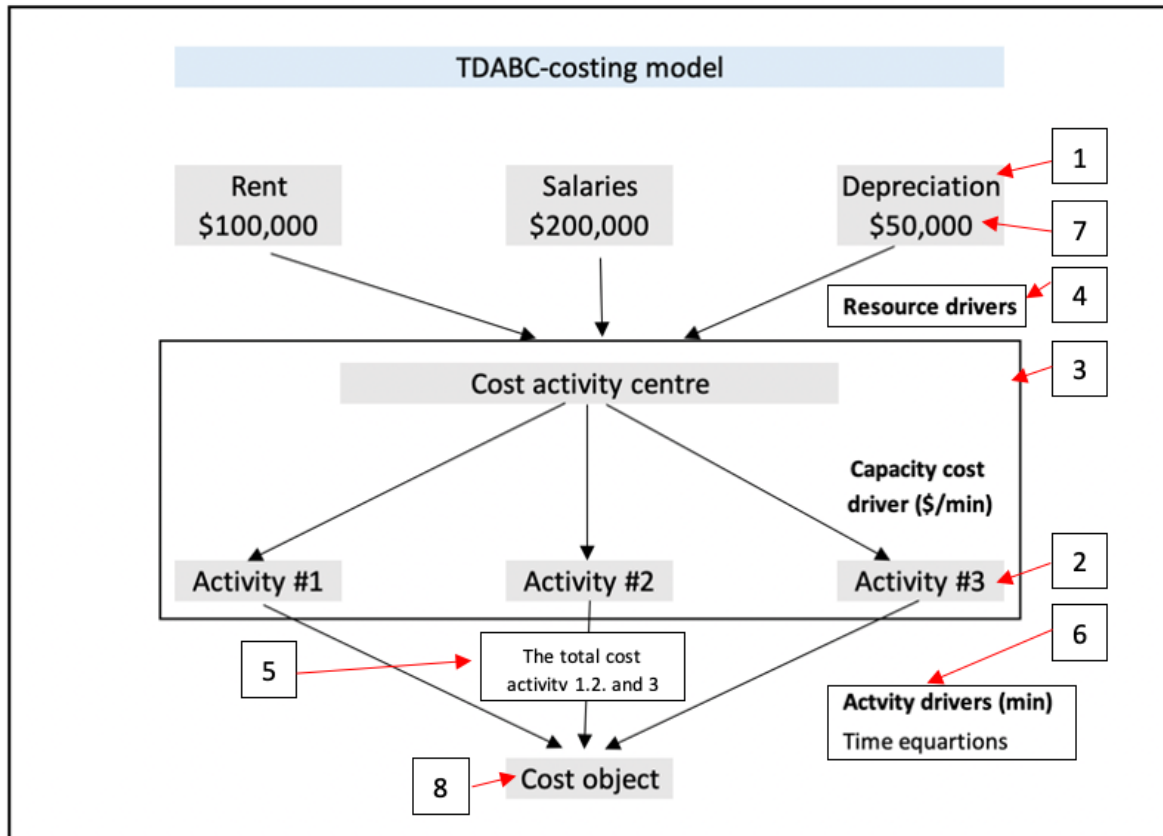 TDABC-costing model
1
Rent
Salaries
Depreciation
$100,000
$200,000
$50,000
7
Resource drivers
4
3
Cost activity centre
Capacity cost
driver ($/min)
Activity #1
Activity #2
Activity #3
2
6
5
The total cost
activity 1,2. and 3
Actvity drivers (min)
Time equartions
8
Cost object